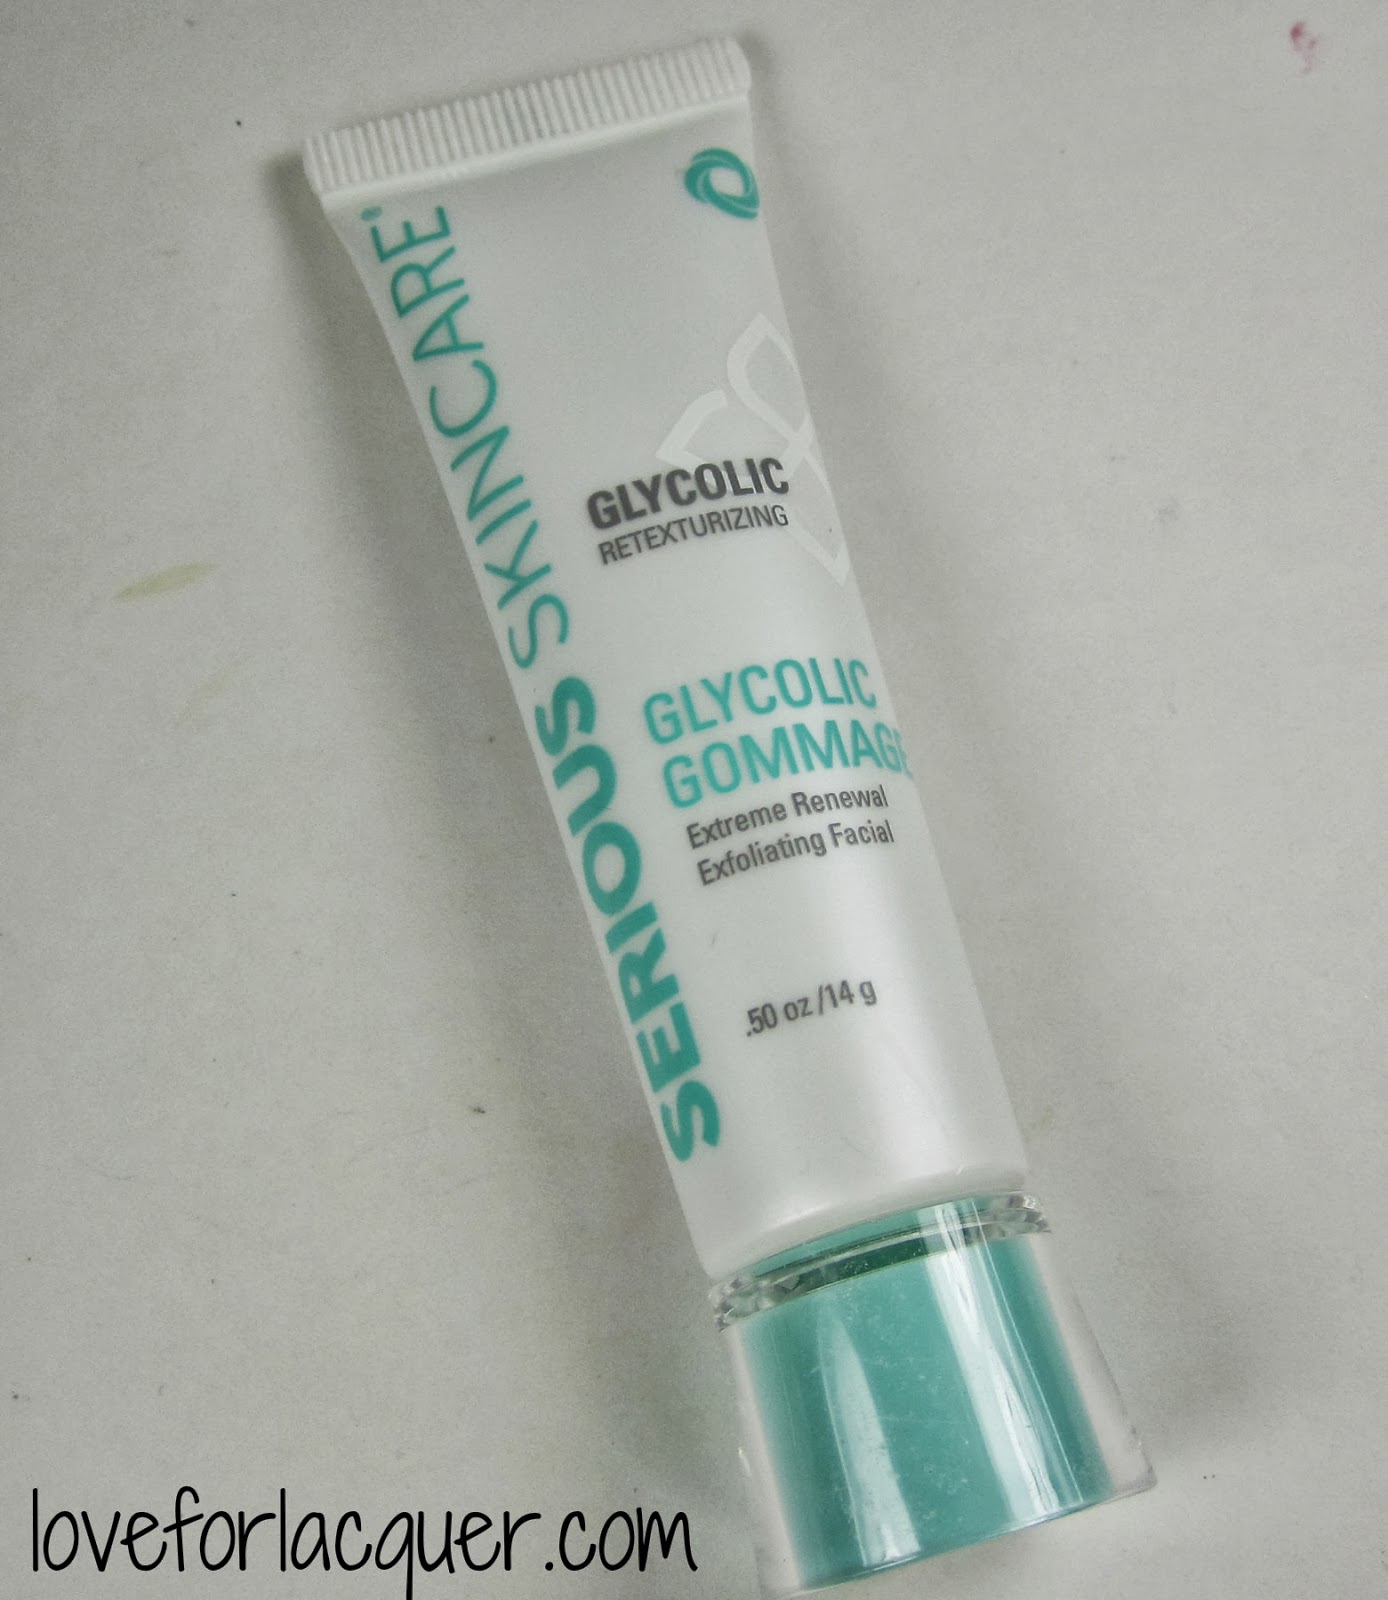 SERIOUS SKINCARE®
GLYCOLIC
RETEXTURIZING
GLYCOLIC
GOMMAGE
Extreme Renewal
Exfoliating Facial
.50 oz /14 g
loveforlacquer.com